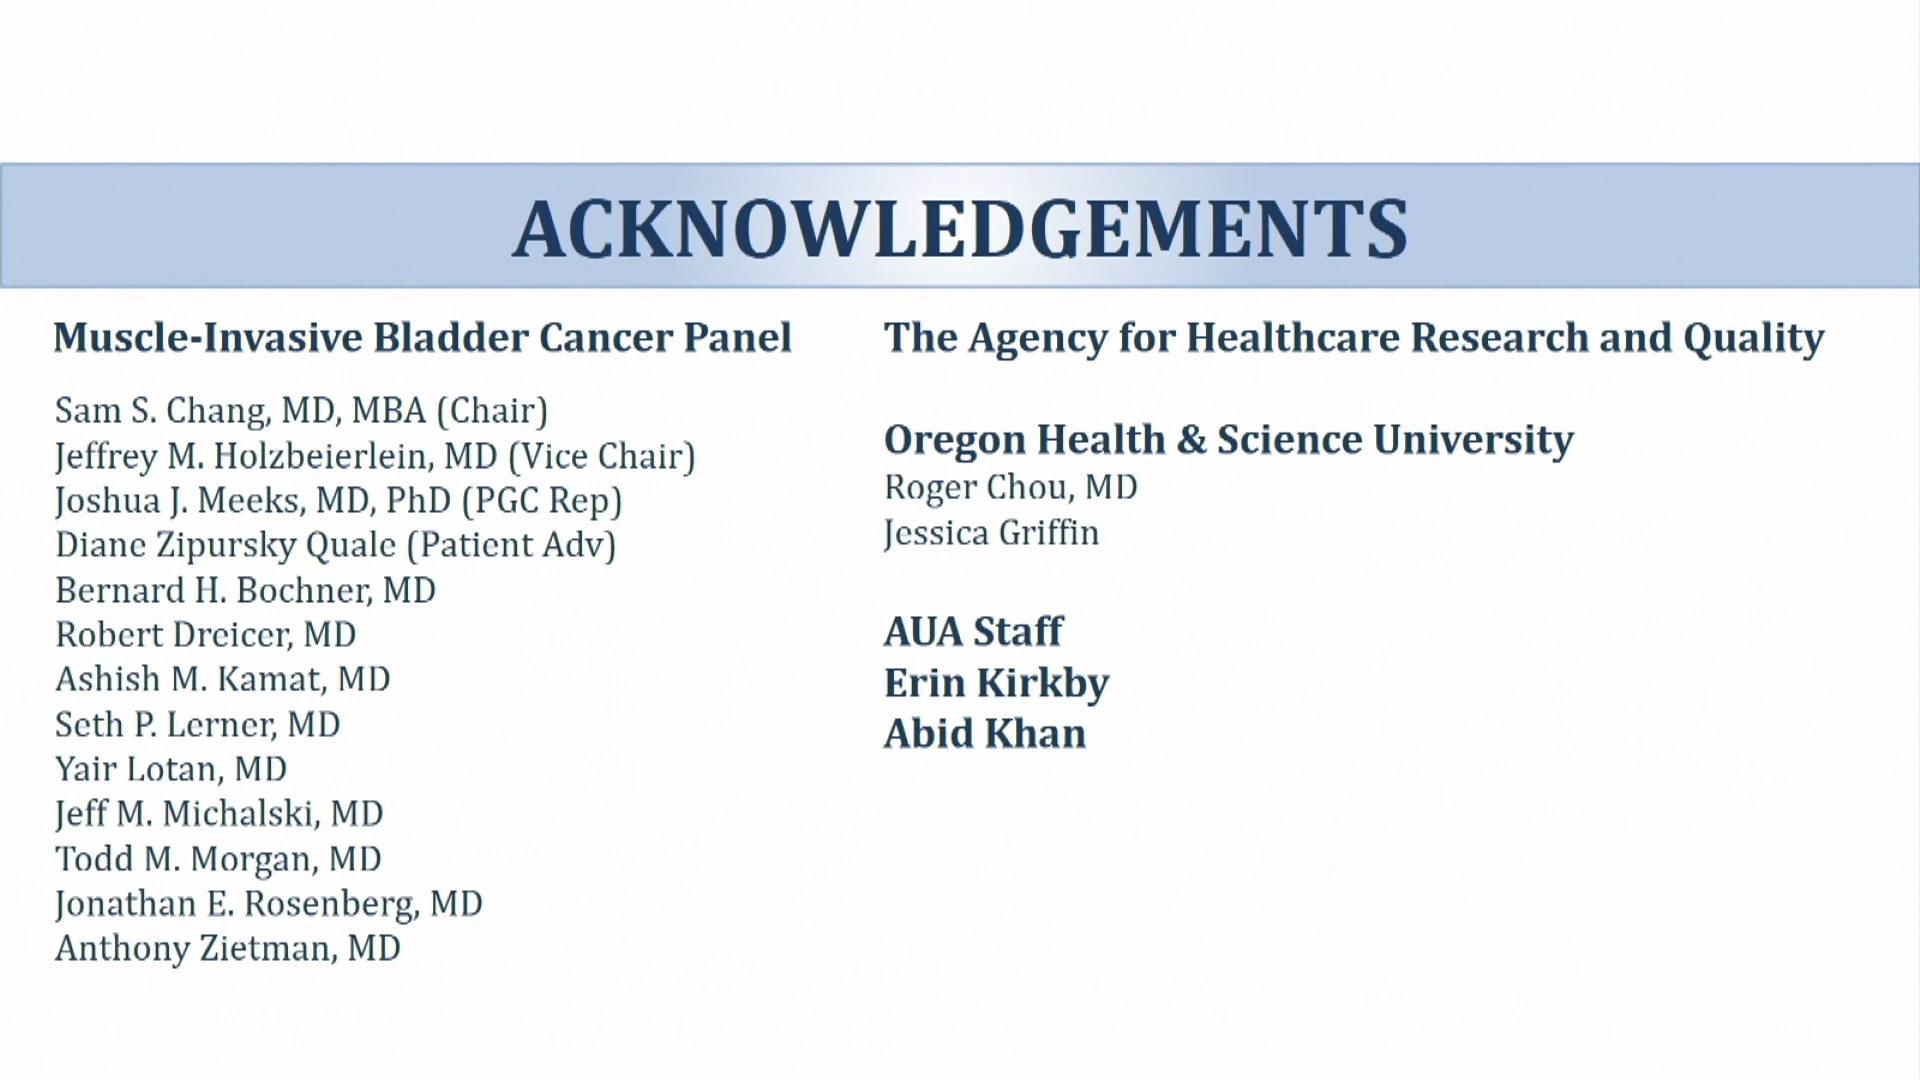 ACKNOWLEDGEMENTS
Muscle-Invasive Bladder Cancer Panel
Sam S. Chang, MD, MBA (Chair)
Jeffrey M. Holzbeierlein, MD (Vice Chair)
Joshua J. Meeks, MD, PhD (PGC Rep)
Diane Zipursky Quale (Patient Adv)
Bernard H. Bochner, MD
Robert Dreicer, MD
Ashish M. Kamat, MD
Seth P. Lerner, MD
Yair Lotan, MD
Jeff M. Michalski, MD
Todd M. Morgan, MD
Jonathan E. Rosenberg, MD
Anthony Zietman, MD
The Agency for Healthcare Research and Quality
Oregon Health & Science University
Roger Chou, MD
Jessica Griffin
AUA Staff
Erin Kirkby
Abid Khan